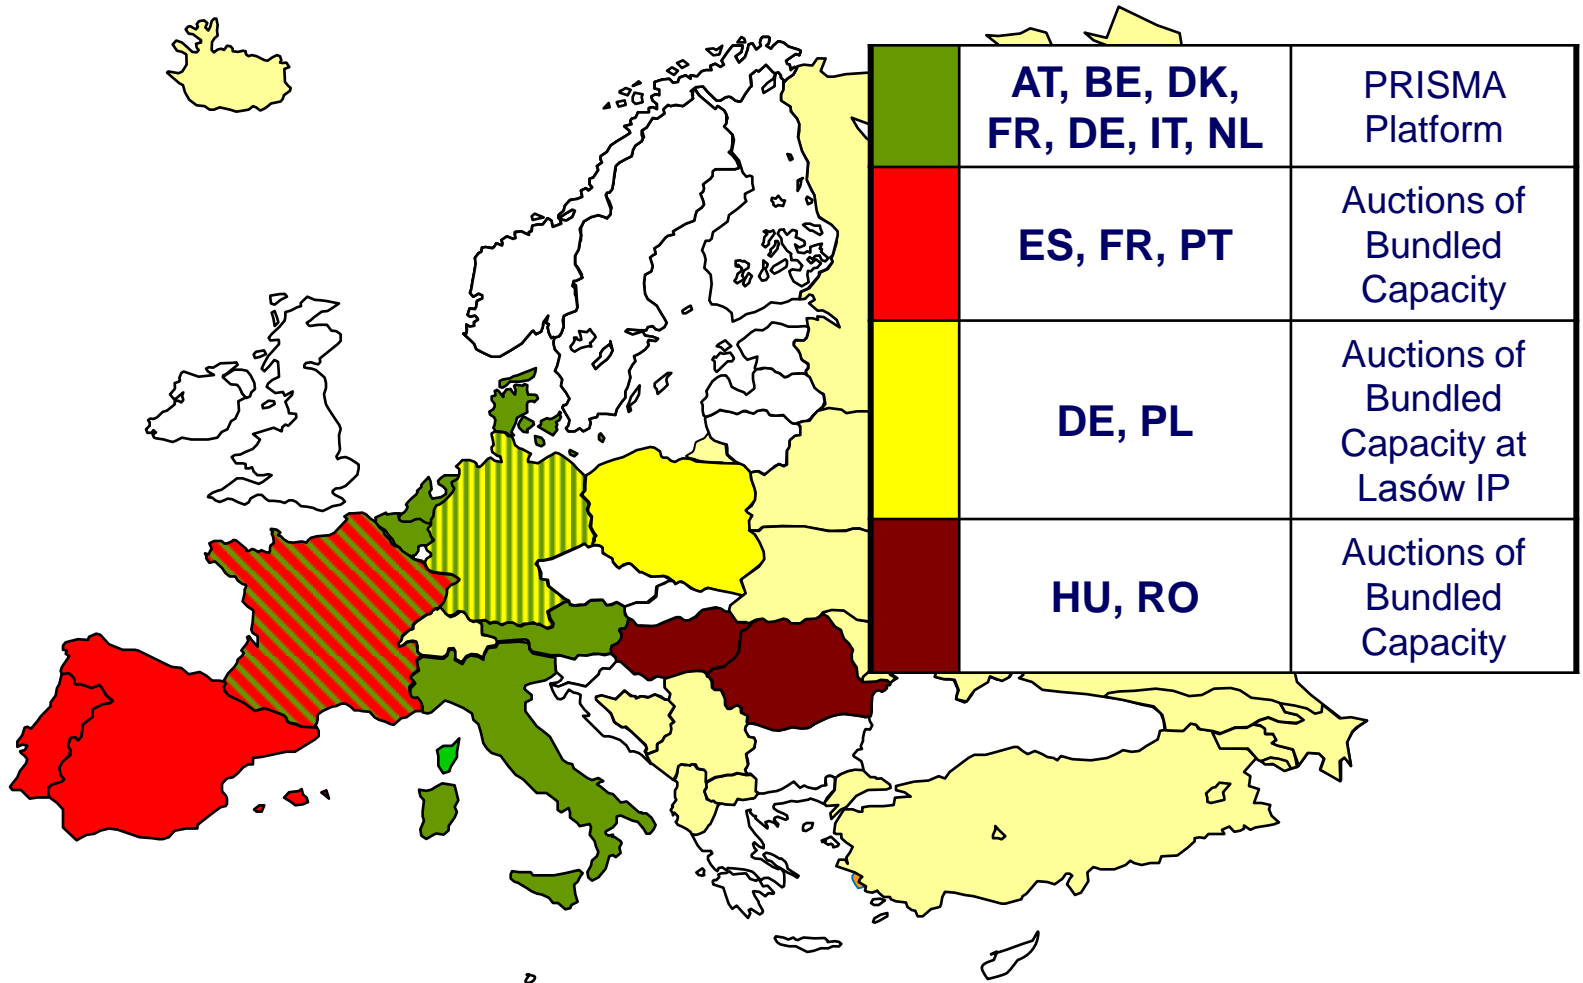 AT, BE, DK,
FR, DE, IT, NL
PRISMA
Platform
ES, FR, PT
Auctions of
Bundled
Capacity
DE, PL
Auctions of
Bundled
Capacity at
Lasów IP
HU, RO
Auctions of
Bundled
Capacity